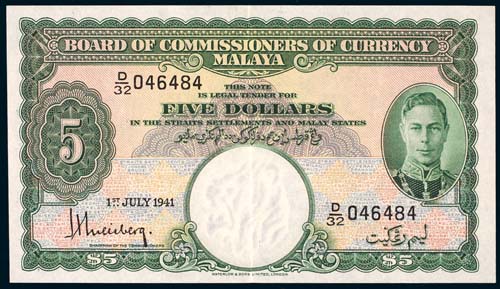 BOARD OF COMMISSIONERS OF CURRENCY
MALAYA
D/32 046484
THIS NOTE
IS LEGAL TENDER FOR
FIVE DOLLARS
IN THE STRAITS SETTLEMENTS AND MALAY STATES
5
1ST JULY 1941
D/32 046484
CHAIRMAN OF THE COMMISSIONERS
ليم رڠكيت
$5
$5
WATERLOW & SONS LIMITED, LONDON.